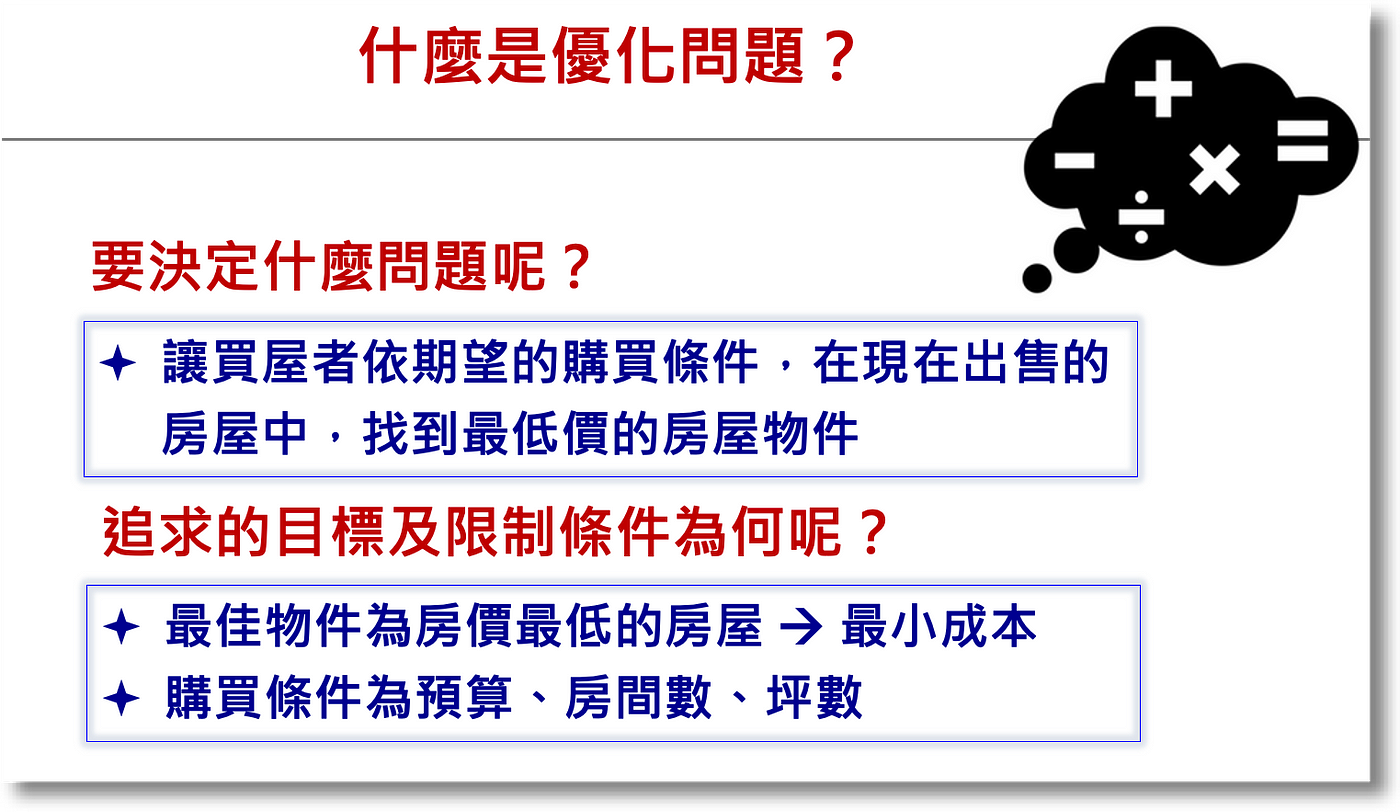 什麼是優化問題？
要決定什麼問題呢？
✦ 讓買屋者依期望的購買條件，在現在出售的
房屋中，找到最低價的房屋物件
追求的目標及限制條件為何呢？
✦ 最佳物件為房價最低的房屋 → 最小成本
✦ 購買條件為預算、房間數、坪數
+ - × ÷ =